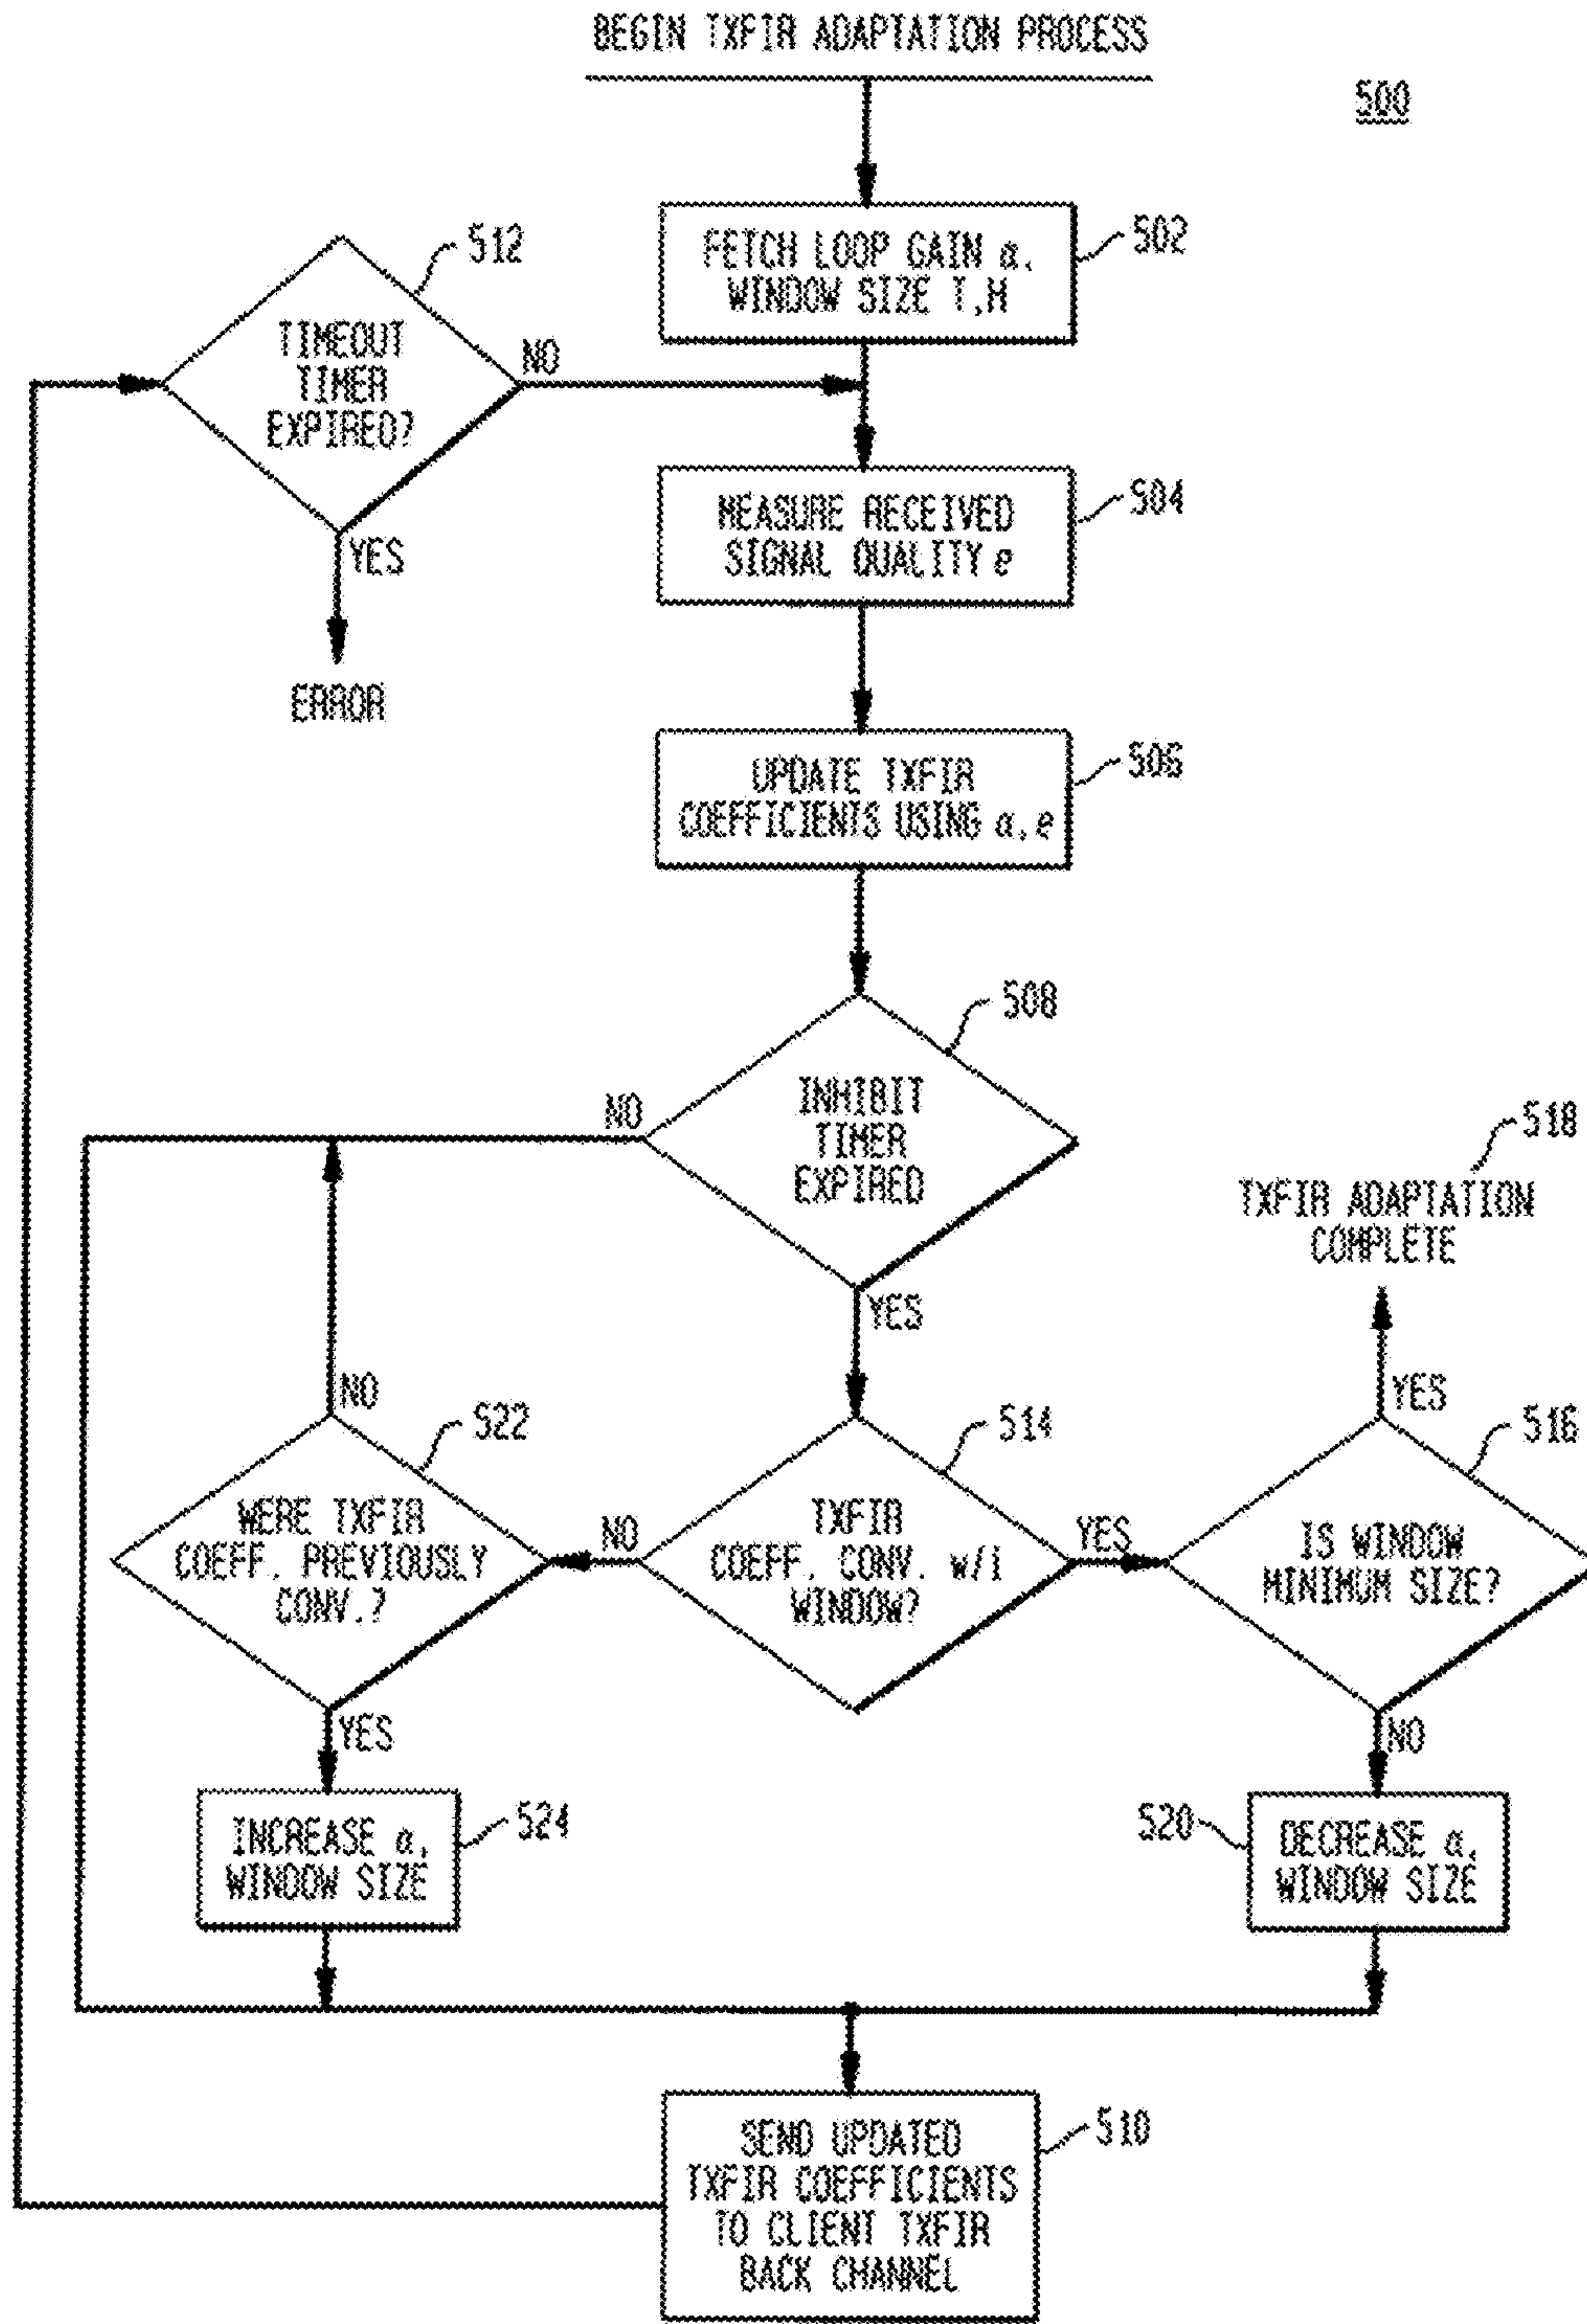 BEGIN TXFIR ADAPTATION PROCESS
500
FETCH LOOP GAIN α,
WINDOW SIZE T,H
502
TIMEOUT
TIMER
EXPIRED?
512
NO
YES
ERROR
MEASURE RECEIVED
SIGNAL QUALITY e
504
UPDATE TXFIR
COEFFICIENTS USING α,e
506
INHIBIT
TIMER
EXPIRED
508
NO
YES
518
TXFIR ADAPTATION
COMPLETE
WERE TXFIR
COEFF. PREVIOUSLY
CONV.?
522
NO
YES
TXFIR
COEFF. CONV. w/i
WINDOW?
514
NO
YES
IS WINDOW
MINIMUM SIZE?
516
YES
NO
INCREASE α,
WINDOW SIZE
524
520
DECREASE α,
WINDOW SIZE
SEND UPDATED
TXFIR COEFFICIENTS
TO CLIENT TXFIR
BACK CHANNEL
510